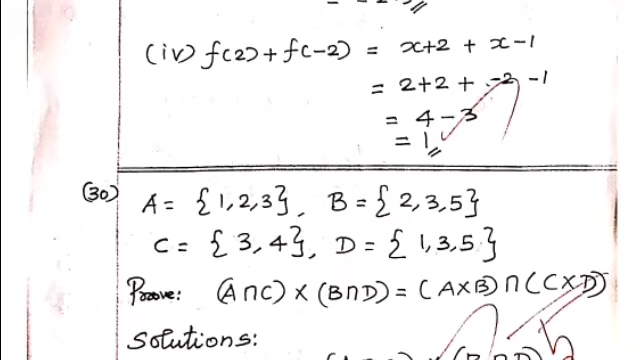 (iv) f(2) + f(-2) = x+2 + x-1
= 2+2 + -2 -1
= 4-3
= 1
(30) A = {1,2,3}, B = {2,3,5}
C = {3,4}, D = {1,3,5}
Prove: (A∩C) × (B∩D) = (A×B) ∩ (C×D)
Solutions: